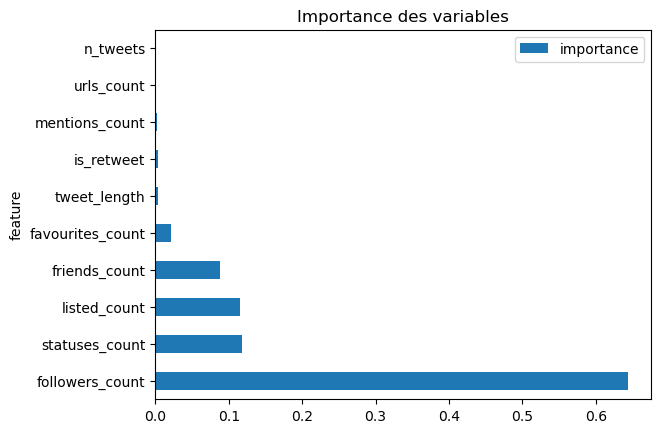 Importance des variables
importance
feature
n_tweets
urls_count
mentions_count
is_retweet
tweet_length
favourites_count
friends_count
listed_count
statuses_count
followers_count
0.0 0.1 0.2 0.3 0.4 0.5 0.6